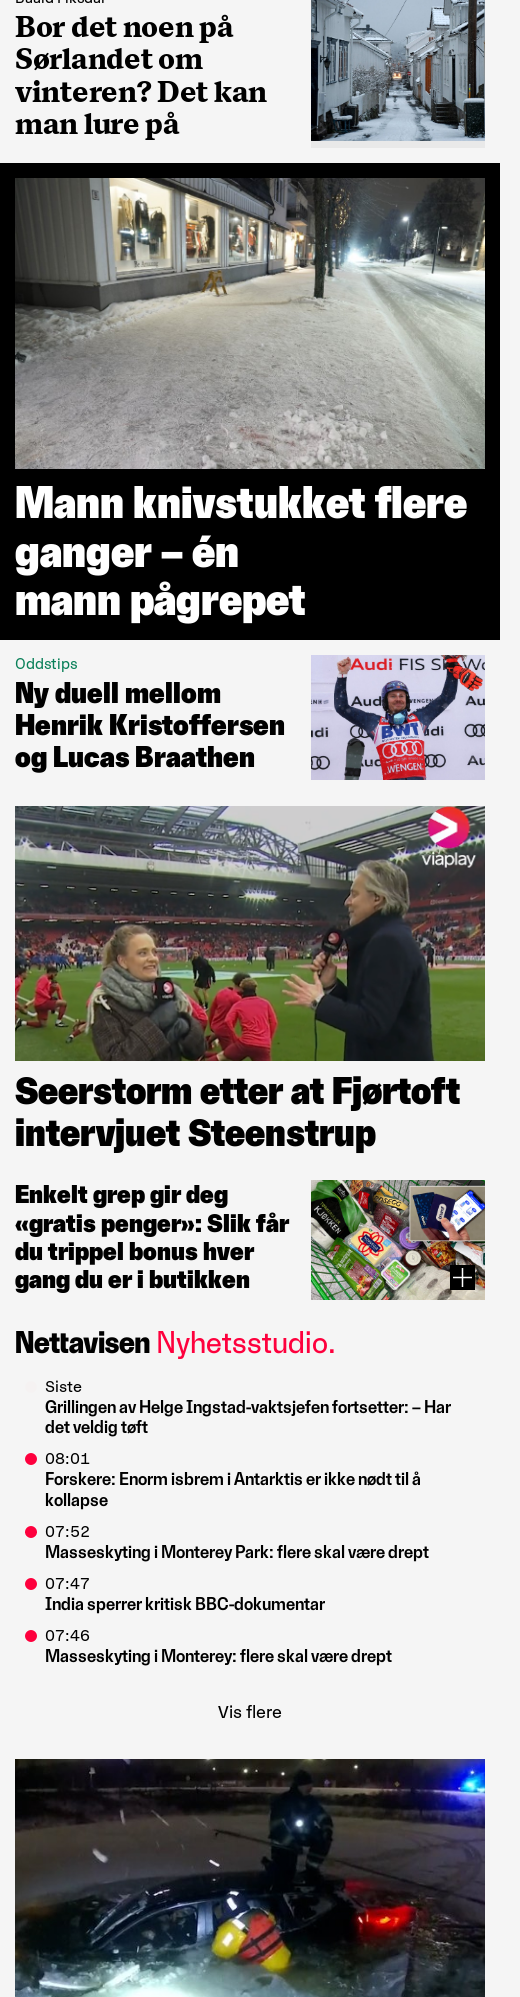 Bor det noen på
Sørlandet om
vinteren? Det kan
man lure på
Mann knivstukket flere
ganger – én
mann pågrepet
Oddstips
Ny duell mellom
Henrik Kristoffersen
og Lucas Braathen
Audi FIS
BWT
Audi
WENGEN
viaplay
Seerstorm etter at Fjørtoft
intervjuet Steenstrup
Enkelt grep gir deg
«gratis penger»: Slik får
du trippel bonus hver
gang du er i butikken
Nettavisen Nyhetsstudio.
Siste
Grillingen av Helge Ingstad-vaktsjefen fortsetter: – Har
det veldig tøft
08:01
Forskere: Enorm isbrem i Antarktis er ikke nødt til å
kollapse
07:52
Masseskyting i Monterey Park: flere skal være drept
07:47
India sperrer kritisk BBC-dokumentar
07:46
Masseskyting i Monterey: flere skal være drept
Vis flere